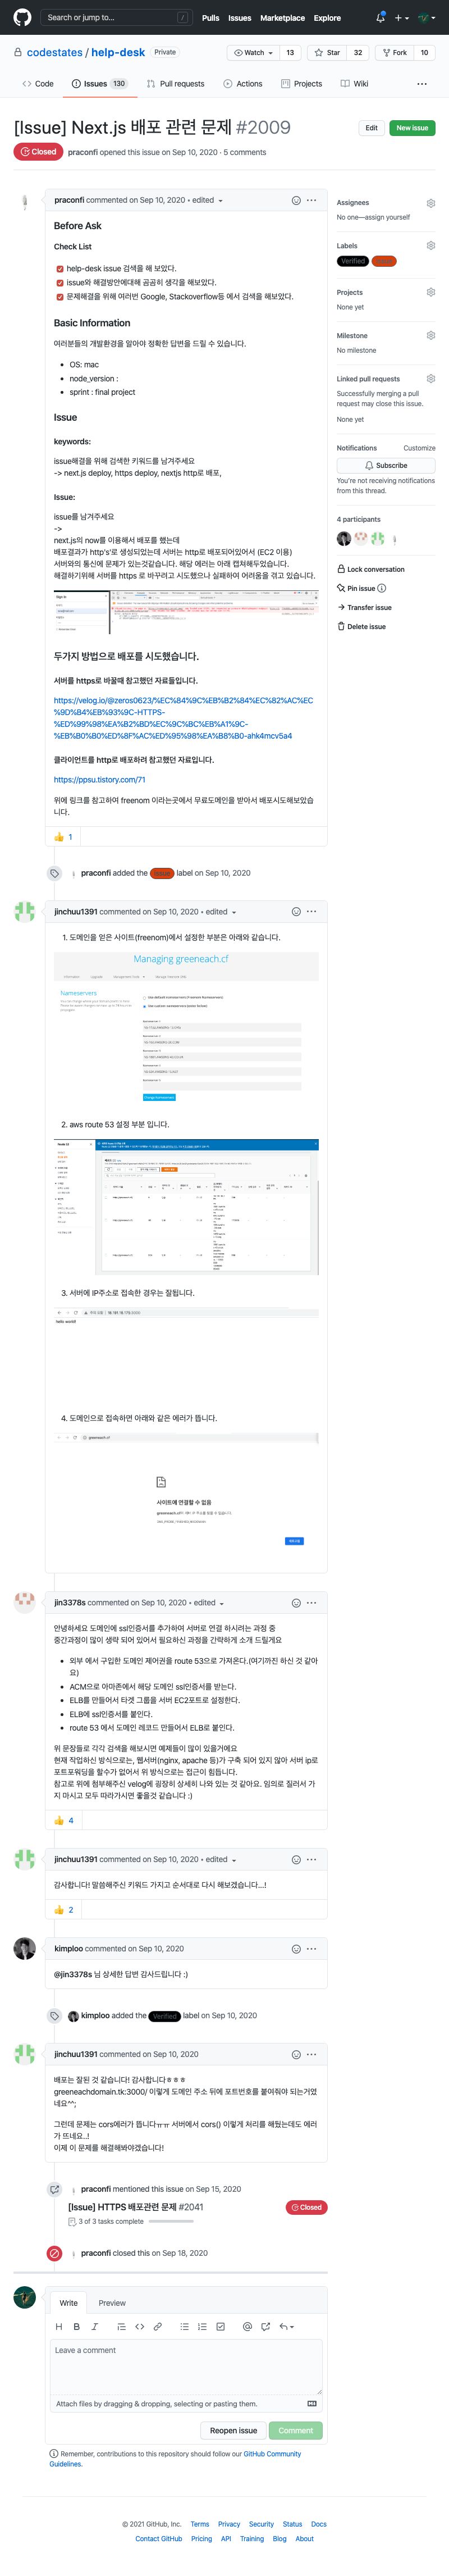 Search or jump to... /
Pulls Issues Marketplace Explore
codestates / help-desk Private
Watch 13 Star 32 Fork 10
Code Issues 130 Pull requests Actions Projects Wiki
[Issue] Next.js 배포 관련 문제 #2009
Edit New issue
Closed praconfi opened this issue on Sep 10, 2020 · 5 comments
praconfi commented on Sep 10, 2020 • edited
Before Ask
Check List
help-desk issue 검색을 해 보았다.
issue와 해결방안에대해 곰곰히 생각을 해보았다.
문제해결을 위해 여러번 Google, Stackoverflow등 에서 검색을 해보았다.
Basic Information
여러분들의 개발환경을 알아야 정확한 답변을 드릴 수 있습니다.
OS: mac
node_version :
sprint : final project
Issue
keywords:
issue해결을 위해 검색한 키워드를 남겨주세요
-> next.js deploy, https deploy, nextjs http로 배포,
Issue:
issue를 남겨주세요
->
next.js의 now를 이용해서 배포를 했는데
배포결과가 http's'로 생성되었는데 서버는 http로 배포되어있어서 (EC2 이용)
서버와의 통신에 문제가 있는것같습니다. 해당 에러는 아래 캡쳐해두었습니다.
해결하기위해 서버를 https 로 바꾸려고 시도했으나 실패하여 어려움을 겪고 있습니다.
두가지 방법으로 배포를 시도했습니다.
서버를 https로 바꿀때 참고했던 자료들입니다.
https://velog.io/@zeros0623/%EC%84%9C%EB%B2%84%EC%82%AC%EC
%9D%B4%EB%93%9C-HTTPS-
%ED%99%98%EA%B2%BD%EC%9C%BC%EB%A1%9C-
%EB%B0%B0%ED%8F%AC%ED%95%98%EA%B8%B0-ahk4mcv5a4
클라이언트를 http로 배포하려 참고했던 자료입니다.
https://ppsu.tistory.com/71
위에 링크를 참고하여 freenom 이라는곳에서 무료도메인을 받아서 배포시도해보았습니
다.
1
praconfi added the Issue label on Sep 10, 2020
jinchuu1391 commented on Sep 10, 2020 • edited
1. 도메인을 얻은 사이트(freenom)에서 설정한 부분은 아래와 같습니다.
Managing greeneach.cf
Nameservers
2. aws route 53 설정 부분 입니다.
3. 서버에 IP주소로 접속한 경우는 잘됩니다.
hello world!!
4. 도메인으로 접속하면 아래와 같은 에러가 뜹니다.
greeneach.cf
사이트에 연결할 수 없음
jin3378s commented on Sep 10, 2020 • edited
안녕하세요 도메인에 ssl인증서를 추가하여 서버로 연결 하시려는 과정 중
중간과정이 많이 생략 되어 있어서 필요하신 과정을 간략하게 소개 드릴게요
외부 에서 구입한 도메인 제어권을 route 53으로 가져온다.(여기까진 하신 것 같아
요)
ACM으로 아마존에서 해당 도메인 ssl인증서를 받는다.
ELB를 만들어서 타겟 그룹을 서버 EC2포트로 설정한다.
ELB에 ssl인증서를 붙인다.
route 53 에서 도메인 레코드 만들어서 ELB로 붙인다.
위 문장들로 각각 검색을 해보시면 예제들이 많이 있을거에요
현재 작업하신 방식으로는, 웹서버(nginx, apache 등)가 구축 되어 있지 않아 서버 ip로
포트포워딩을 할수가 없어서 위 방식으로는 접근이 힘듭니다.
참고로 위에 첨부해주신 velog에 굉장히 상세히 나와 있는 것 같아요. 임의로 질러서 가
지 마시고 모두 따라가시면 좋을것 같습니다 :)
4
jinchuu1391 commented on Sep 10, 2020 • edited
감사합니다! 말씀해주신 키워드 가지고 순서대로 다시 해보겠습니다...!
2
kimploo commented on Sep 10, 2020
@jin3378s 님 상세한 답변 감사드립니다 :)
kimploo added the Verified label on Sep 10, 2020
jinchuu1391 commented on Sep 10, 2020
배포는 잘된 것 같습니다! 감사합니다ㅎㅎㅎ
greeneachdomain.tk:3000/ 이렇게 도메인 주소 뒤에 포트번호를 붙여줘야 되는거였
네요^^;
그런데 문제는 cors에러가 뜹니다ㅠㅠ 서버에서 cors() 이렇게 처리를 해줬는데도 에러
가 뜨네요..!
이제 이 문제를 해결해봐야겠습니다!
praconfi mentioned this issue on Sep 15, 2020
[Issue] HTTPS 배포관련 문제 #2041 Closed
3 of 3 tasks complete
praconfi closed this on Sep 18, 2020
Write Preview
Leave a comment
Attach files by dragging & dropping, selecting or pasting them.
Reopen issue Comment
Remember, contributions to this repository should follow our GitHub Community
Guidelines.
Assignees
No one—assign yourself
Labels
Verified Issue
Projects
None yet
Milestone
No milestone
Linked pull requests
Successfully merging a pull
request may close this issue.
None yet
Notifications Customize
Subscribe
You're not receiving notifications
from this thread.
4 participants
Lock conversation
Pin issue
Transfer issue
Delete issue
© 2021 GitHub, Inc. Terms Privacy Security Status Docs
Contact GitHub Pricing API Training Blog About